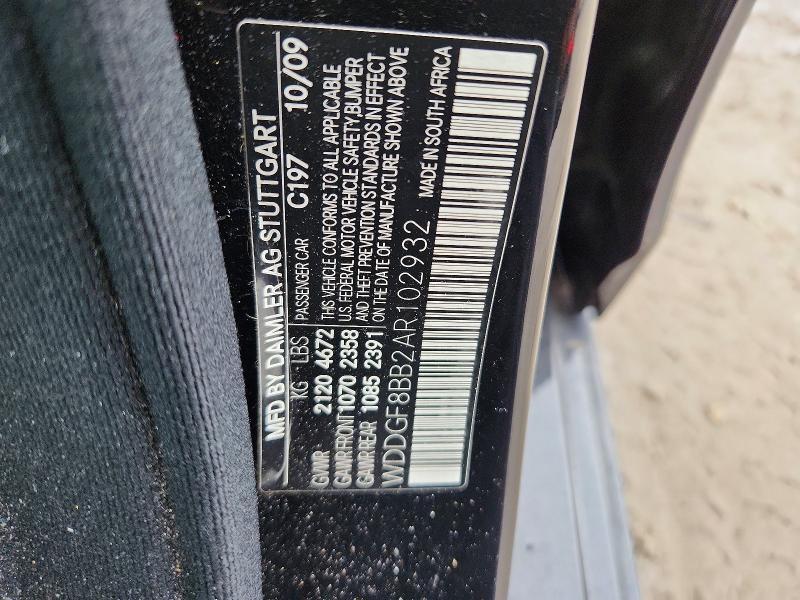 MFD BY DAIMLER AG STUTTGART
C197 10/09
KG LBS PASSENGER CAR
GVWR 2120 4672 THIS VEHICLE CONFORMS TO ALL APPLICABLE
GAWR FRONT 1070 2358 U.S. FEDERAL MOTOR VEHICLE SAFETY, BUMPER
GAWR REAR 1085 2391 AND THEFT PREVENTION STANDARDS IN EFFECT
ON THE DATE OF MANUFACTURE SHOWN ABOVE
WDDGF8BB2AR102932 MADE IN SOUTH AFRICA